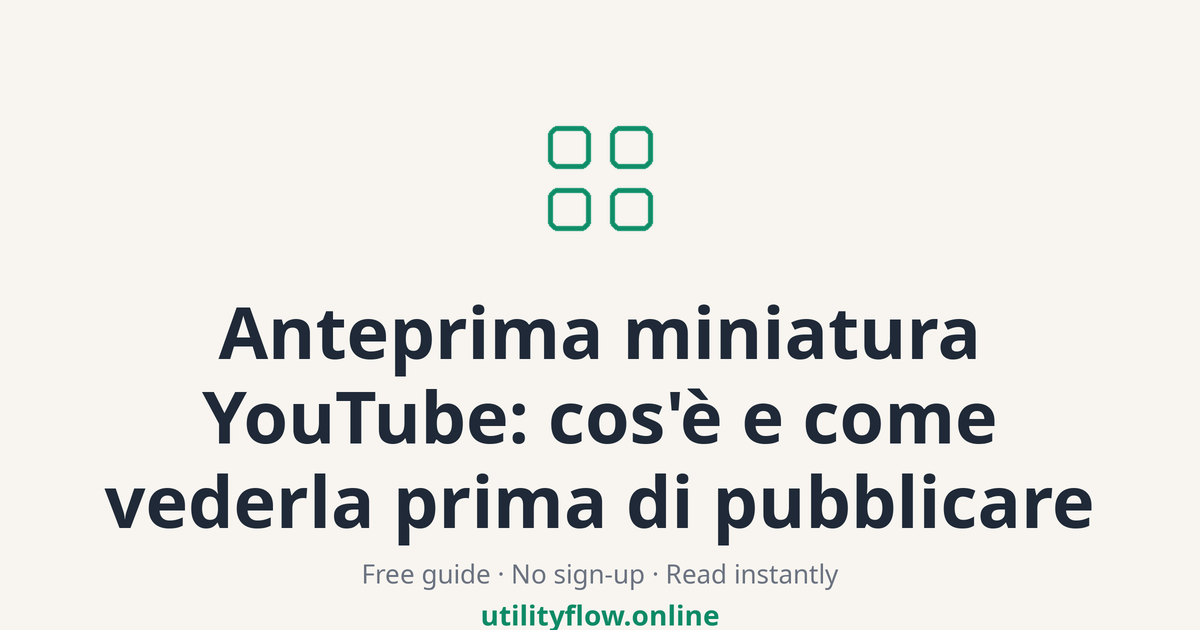 Anteprima miniatura
YouTube: cos'è e come
vederla prima di pubblicare
Free guide · No sign-up · Read instantly
utilityflow.online